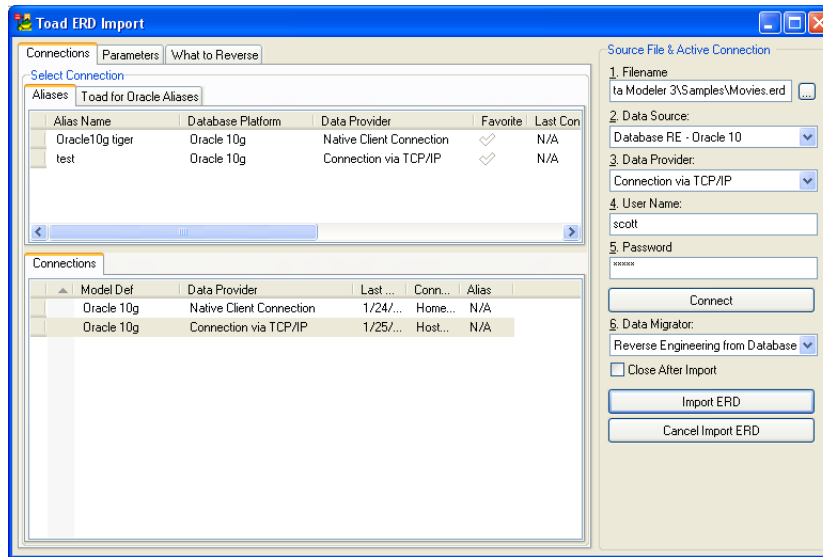 Toad ERD Import
Connections Parameters What to Reverse
Select Connection
Aliases Toad for Oracle Aliases
Alias Name Database Platform Data Provider Favorite Last Con
Oracle10g tiger Oracle 10g Native Client Connection N/A
test Oracle 10g Connection via TCP/IP N/A
Connections
Model Def Data Provider Last ... Conn... Alias
Oracle 10g Native Client Connection 1/24/... Home... N/A
Oracle 10g Connection via TCP/IP 1/25/... Host... N/A
Source File & Active Connection
1. Filename
ta Modeler 3\Samples\Movies.erd ...
2. Data Source:
Database RE - Oracle 10
3. Data Provider:
Connection via TCP/IP
4. User Name:
scott
5. Password
×××××
Connect
6. Data Migrator:
Reverse Engineering from Database
Close After Import
Import ERD
Cancel Import ERD